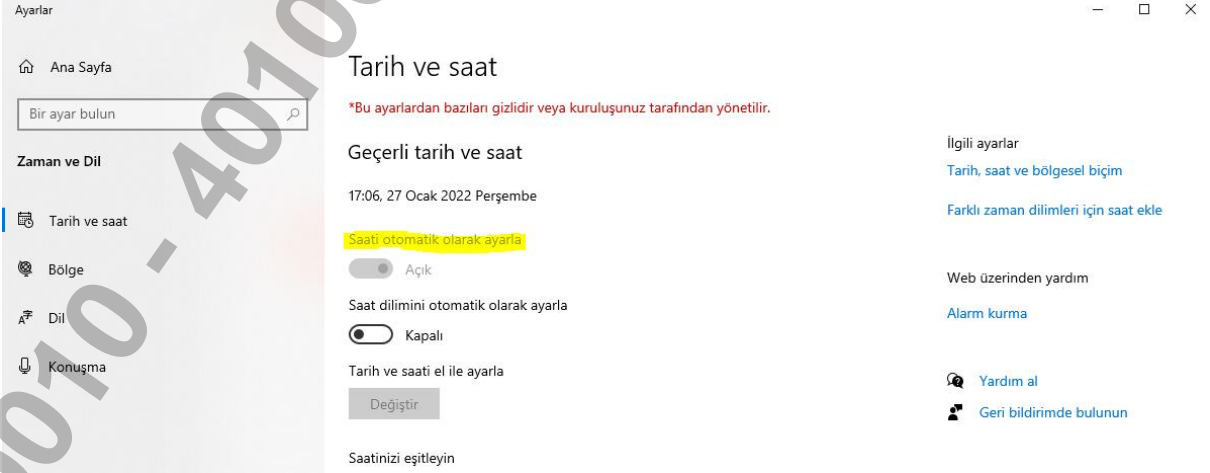 Ayarlar
Ana Sayfa
Bir ayar bulun
Zaman ve Dil
Tarih ve saat
Bölge
Dil
Konuşma
Tarih ve saat
*Bu ayarlardan bazıları gizlidir veya kuruluşunuz tarafından yönetilir.
Geçerli tarih ve saat
17:06, 27 Ocak 2022 Perşembe
Saati otomatik olarak ayarla
Açık
Saat dilimini otomatik olarak ayarla
Kapalı
Tarih ve saati el ile ayarla
Değiştir
Saatinizi eşitleyin
İlgili ayarlar
Tarih, saat ve bölgesel biçim
Farklı zaman dilimleri için saat ekle
Web üzerinden yardım
Alarm kurma
Yardım al
Geri bildirimde bulunun